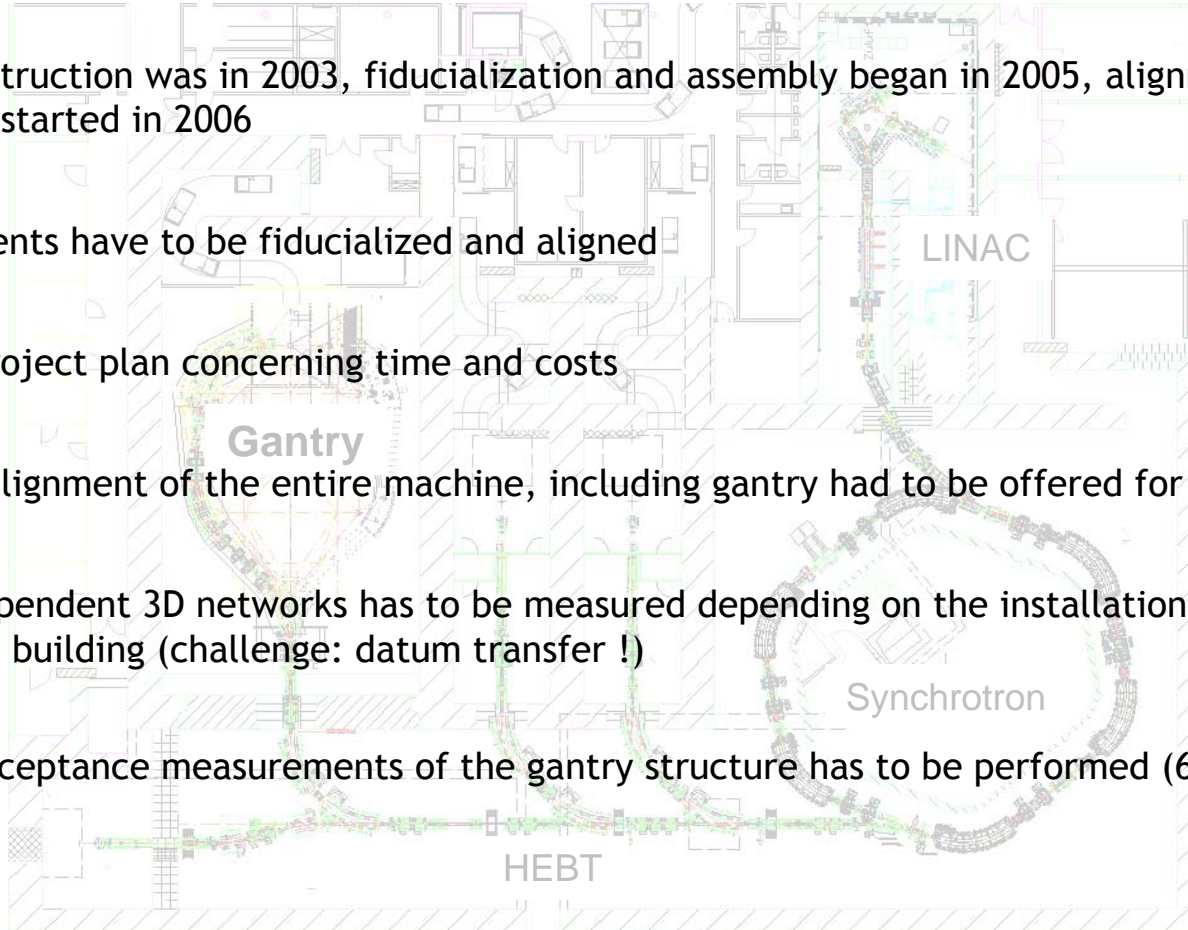 truction was in 2003, fiducialization and assembly began in 2005, align
started in 2006
ents have to be fiducialized and aligned
LINAC
oject plan concerning time and costs
Gantry
lignment of the entire machine, including gantry had to be offered for
pendent 3D networks has to be measured depending on the installation
building (challenge: datum transfer !)
Synchrotron
ceptance measurements of the gantry structure has to be performed (6
HEBT